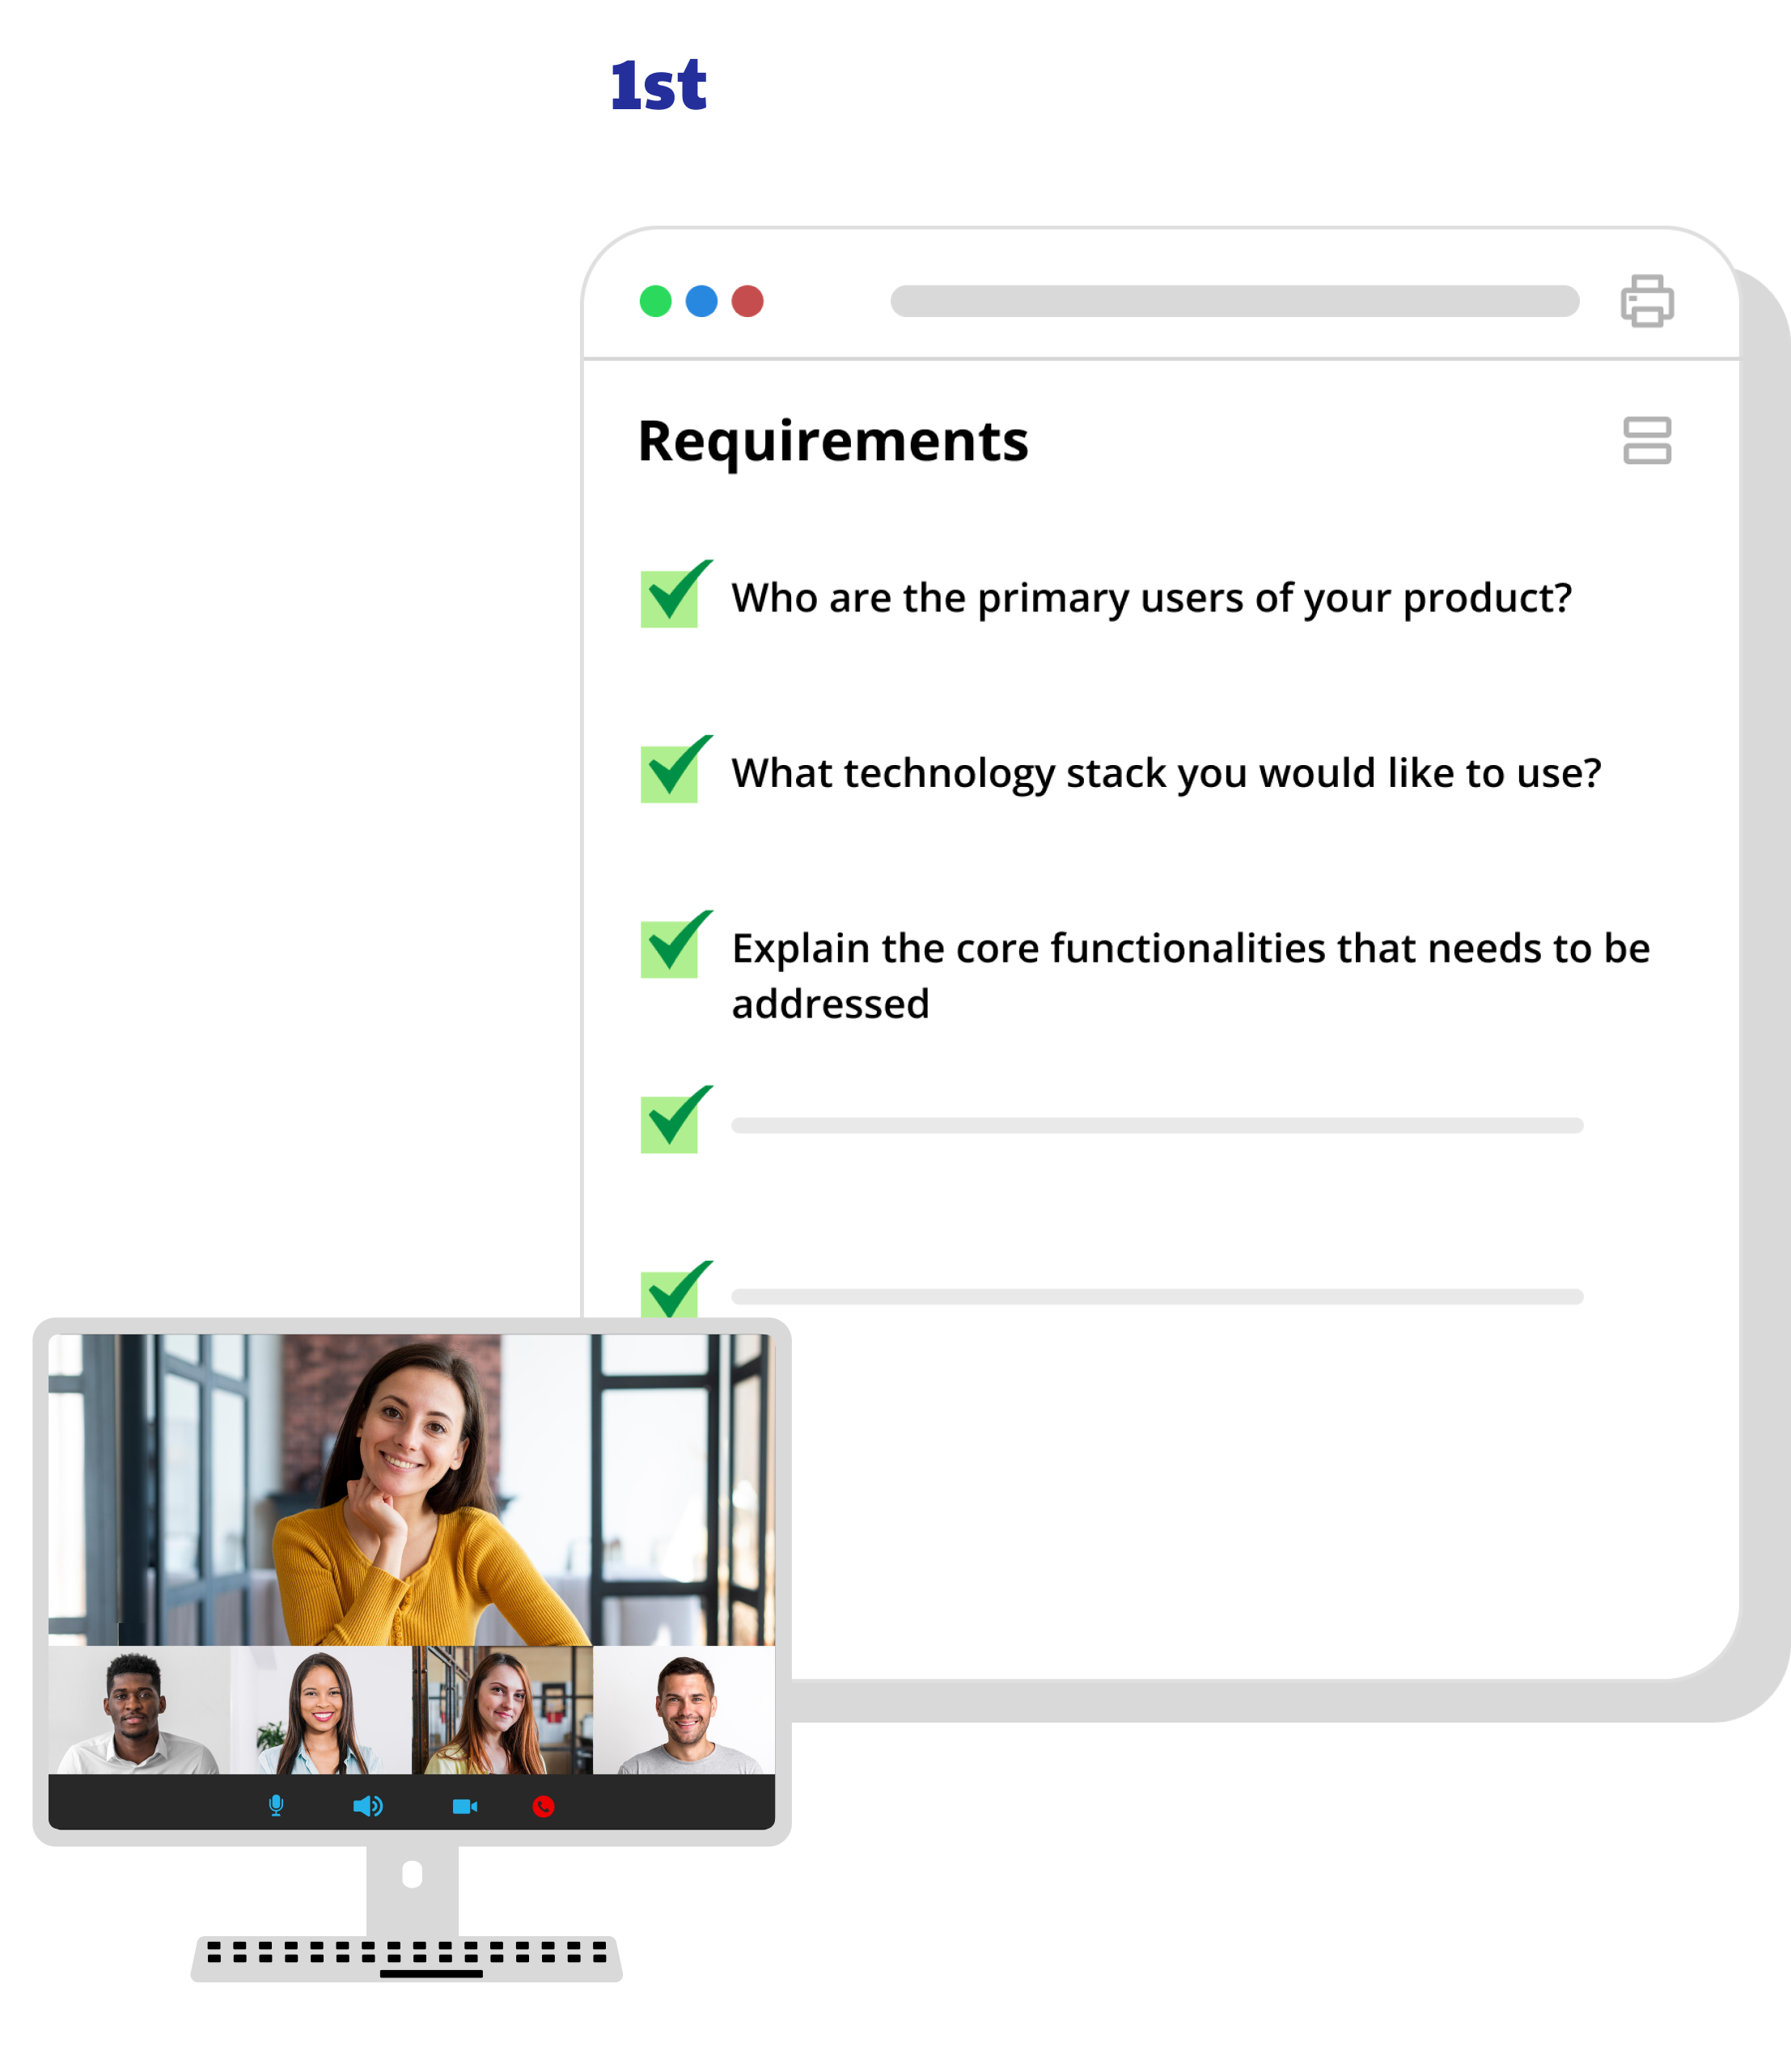 1st
Requirements
Who are the primary users of your product?
What technology stack you would like to use?
Explain the core functionalities that needs to be
addressed